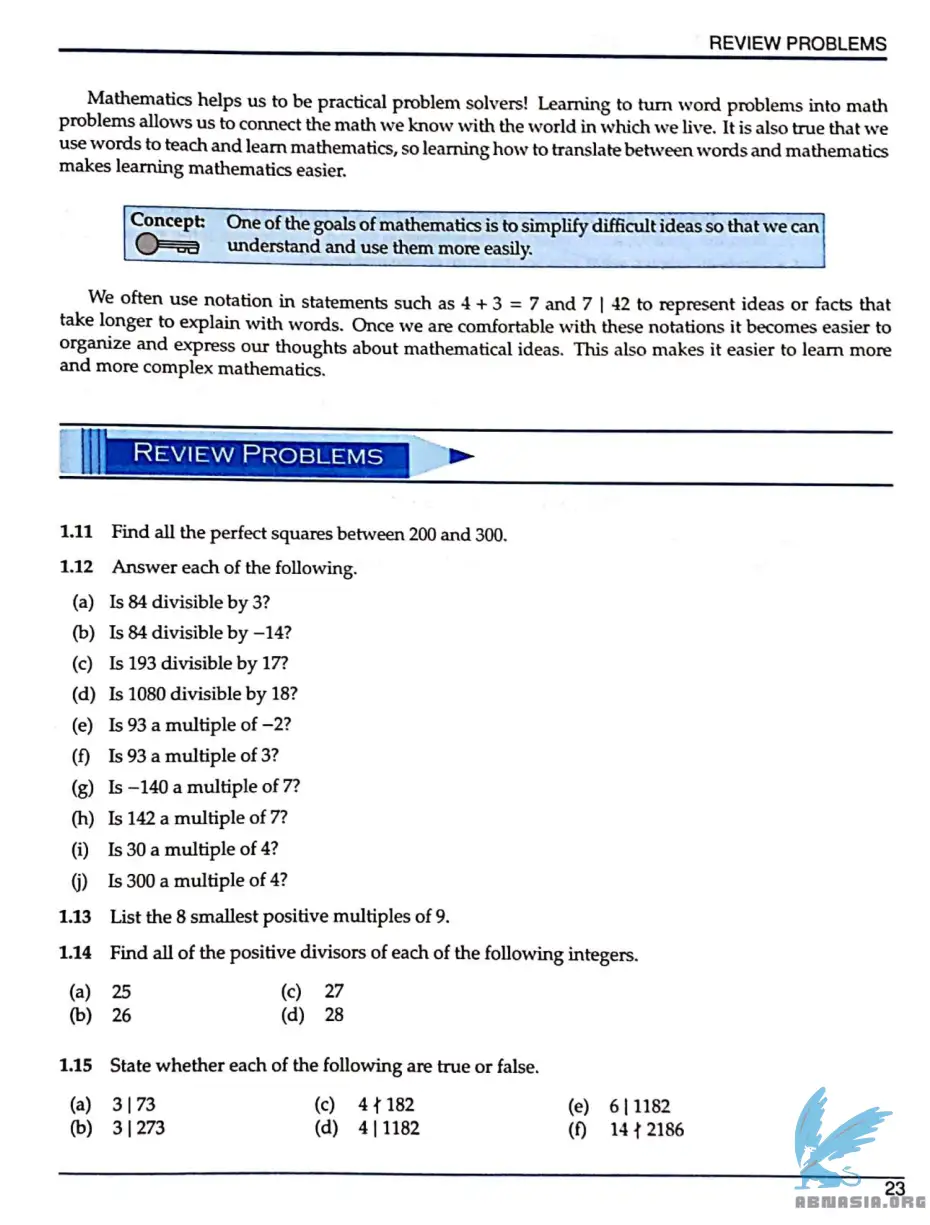 REVIEW PROBLEMS
Mathematics helps us to be practical problem solvers! Learning to turn word problems into math
problems allows us to connect the math we know with the world in which we live. It is also true that we
use words to teach and learn mathematics, so learning how to translate between words and mathematics
makes learning mathematics easier.
Concept: One of the goals of mathematics is to simplify difficult ideas so that we can
understand and use them more easily.
We often use notation in statements such as 4 + 3 = 7 and 7 | 42 to represent ideas or facts that
take longer to explain with words. Once we are comfortable with these notations it becomes easier to
organize and express our thoughts about mathematical ideas. This also makes it easier to learn more
and more complex mathematics.
REVIEW PROBLEMS
1.11 Find all the perfect squares between 200 and 300.
1.12 Answer each of the following.
(a) Is 84 divisible by 3?
(b) Is 84 divisible by −14?
(c) Is 193 divisible by 17?
(d) Is 1080 divisible by 18?
(e) Is 93 a multiple of −2?
(f) Is 93 a multiple of 3?
(g) Is −140 a multiple of 7?
(h) Is 142 a multiple of 7?
(i) Is 30 a multiple of 4?
(j) Is 300 a multiple of 4?
1.13 List the 8 smallest positive multiples of 9.
1.14 Find all of the positive divisors of each of the following integers.
(a) 25 (c) 27
(b) 26 (d) 28
1.15 State whether each of the following are true or false.
(a) 3 | 73 (c) 4 ∤ 182 (e) 6 | 1182
(b) 3 | 273 (d) 4 | 1182 (f) 14 ∤ 2186
23
ABNASIA.ORG